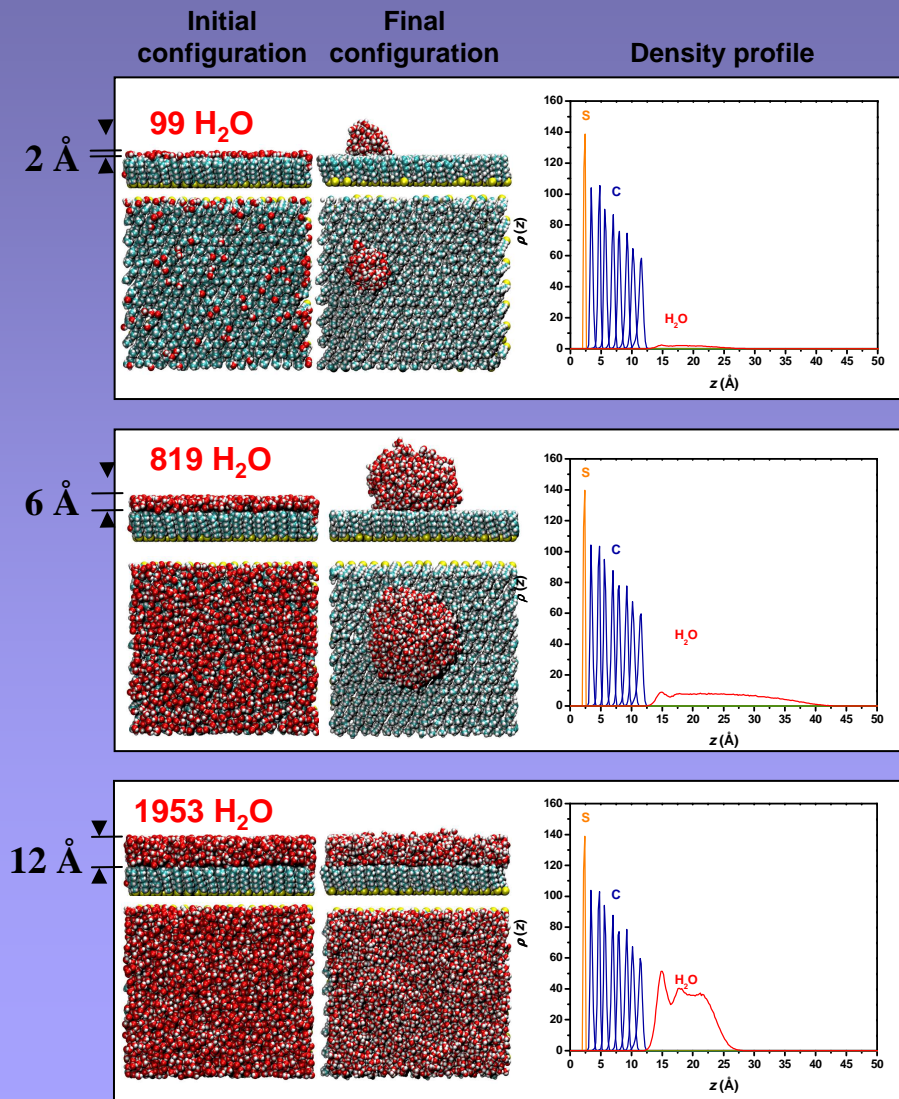 Initial
configuration
Final
configuration
Density profile
99 H₂O
2 Å
160
140
120
100
80
60
40
20
0
ρ (z)
S
C
H₂O
0 5 10 15 20 25 30 35 40 45 50
z (Å)
819 H₂O
6 Å
160
140
120
100
80
60
40
20
0
ρ (z)
S
C
H₂O
0 5 10 15 20 25 30 35 40 45 50
z (Å)
1953 H₂O
12 Å
160
140
120
100
80
60
40
20
0
ρ (z)
S
C
H₂O
0 5 10 15 20 25 30 35 40 45 50
z (Å)